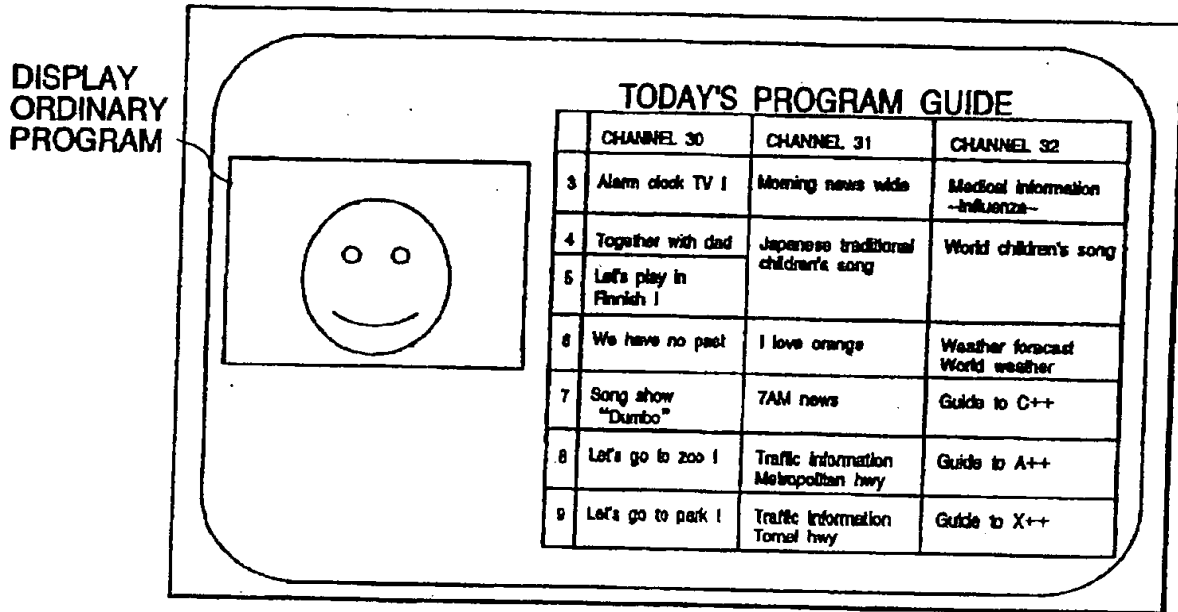 DISPLAY
ORDINARY
PROGRAM
TODAY'S PROGRAM GUIDE
CHANNEL 30 CHANNEL 31 CHANNEL 32
3 Alarm clock TV ! Morning news wide Medical information
~Influenza~
4 Together with dad Japanese traditional World children's song
children's song
5 Let's play in
Finnish !
6 We have no past I love orange Weather forecast
World weather
7 Song show 7AM news Guide to C++
"Dumbo"
8 Let's go to zoo ! Traffic information Guide to A++
Metropolitan hwy
9 Let's go to park ! Traffic information Guide to X++
Tomei hwy